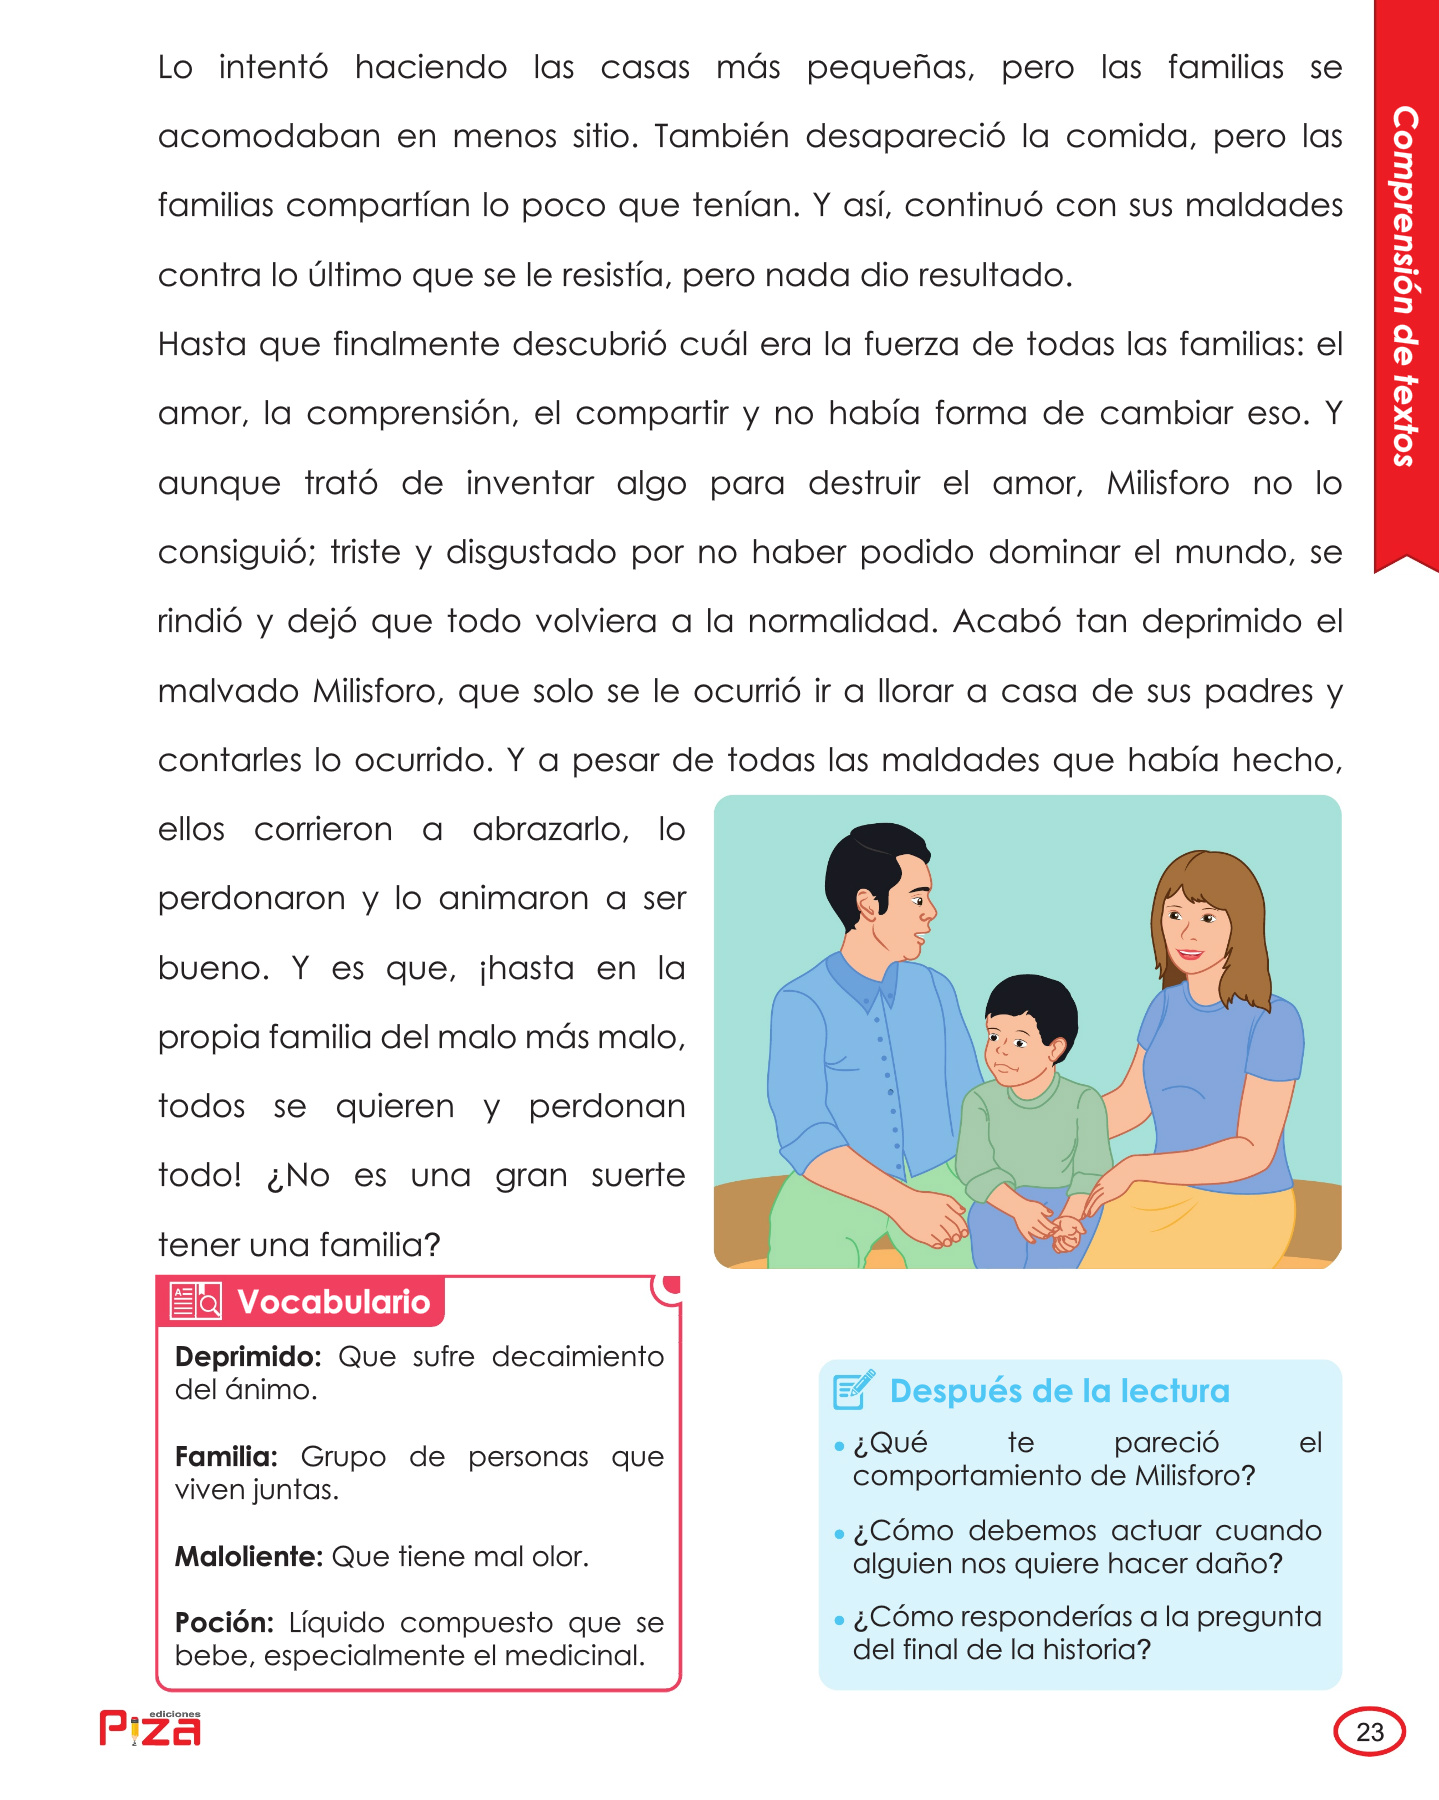 Lo intentó haciendo las casas más pequeñas, pero las familias se
acomodaban en menos sitio. También desapareció la comida, pero las
familias compartían lo poco que tenían. Y así, continuó con sus maldades
contra lo último que se le resistía, pero nada dio resultado.
Hasta que finalmente descubrió cuál era la fuerza de todas las familias: el
amor, la comprensión, el compartir y no había forma de cambiar eso. Y
aunque trató de inventar algo para destruir el amor, Milisforo no lo
consiguió; triste y disgustado por no haber podido dominar el mundo, se
rindió y dejó que todo volviera a la normalidad. Acabó tan deprimido el
malvado Milisforo, que solo se le ocurrió ir a llorar a casa de sus padres y
contarles lo ocurrido. Y a pesar de todas las maldades que había hecho,
ellos corrieron a abrazarlo, lo
perdonaron y lo animaron a ser
bueno. Y es que, ¡hasta en la
propia familia del malo más malo,
todos se quieren y perdonan
todo! ¿No es una gran suerte
tener una familia?
Comprensión de textos
Vocabulario
Deprimido: Que sufre decaimiento
del ánimo.
Familia: Grupo de personas que
viven juntas.
Maloliente: Que tiene mal olor.
Poción: Líquido compuesto que se
bebe, especialmente el medicinal.
Después de la lectura
• ¿Qué te pareció el
comportamiento de Milisforo?
• ¿Cómo debemos actuar cuando
alguien nos quiere hacer daño?
• ¿Cómo responderías a la pregunta
del final de la historia?
ediciones
Piza
23